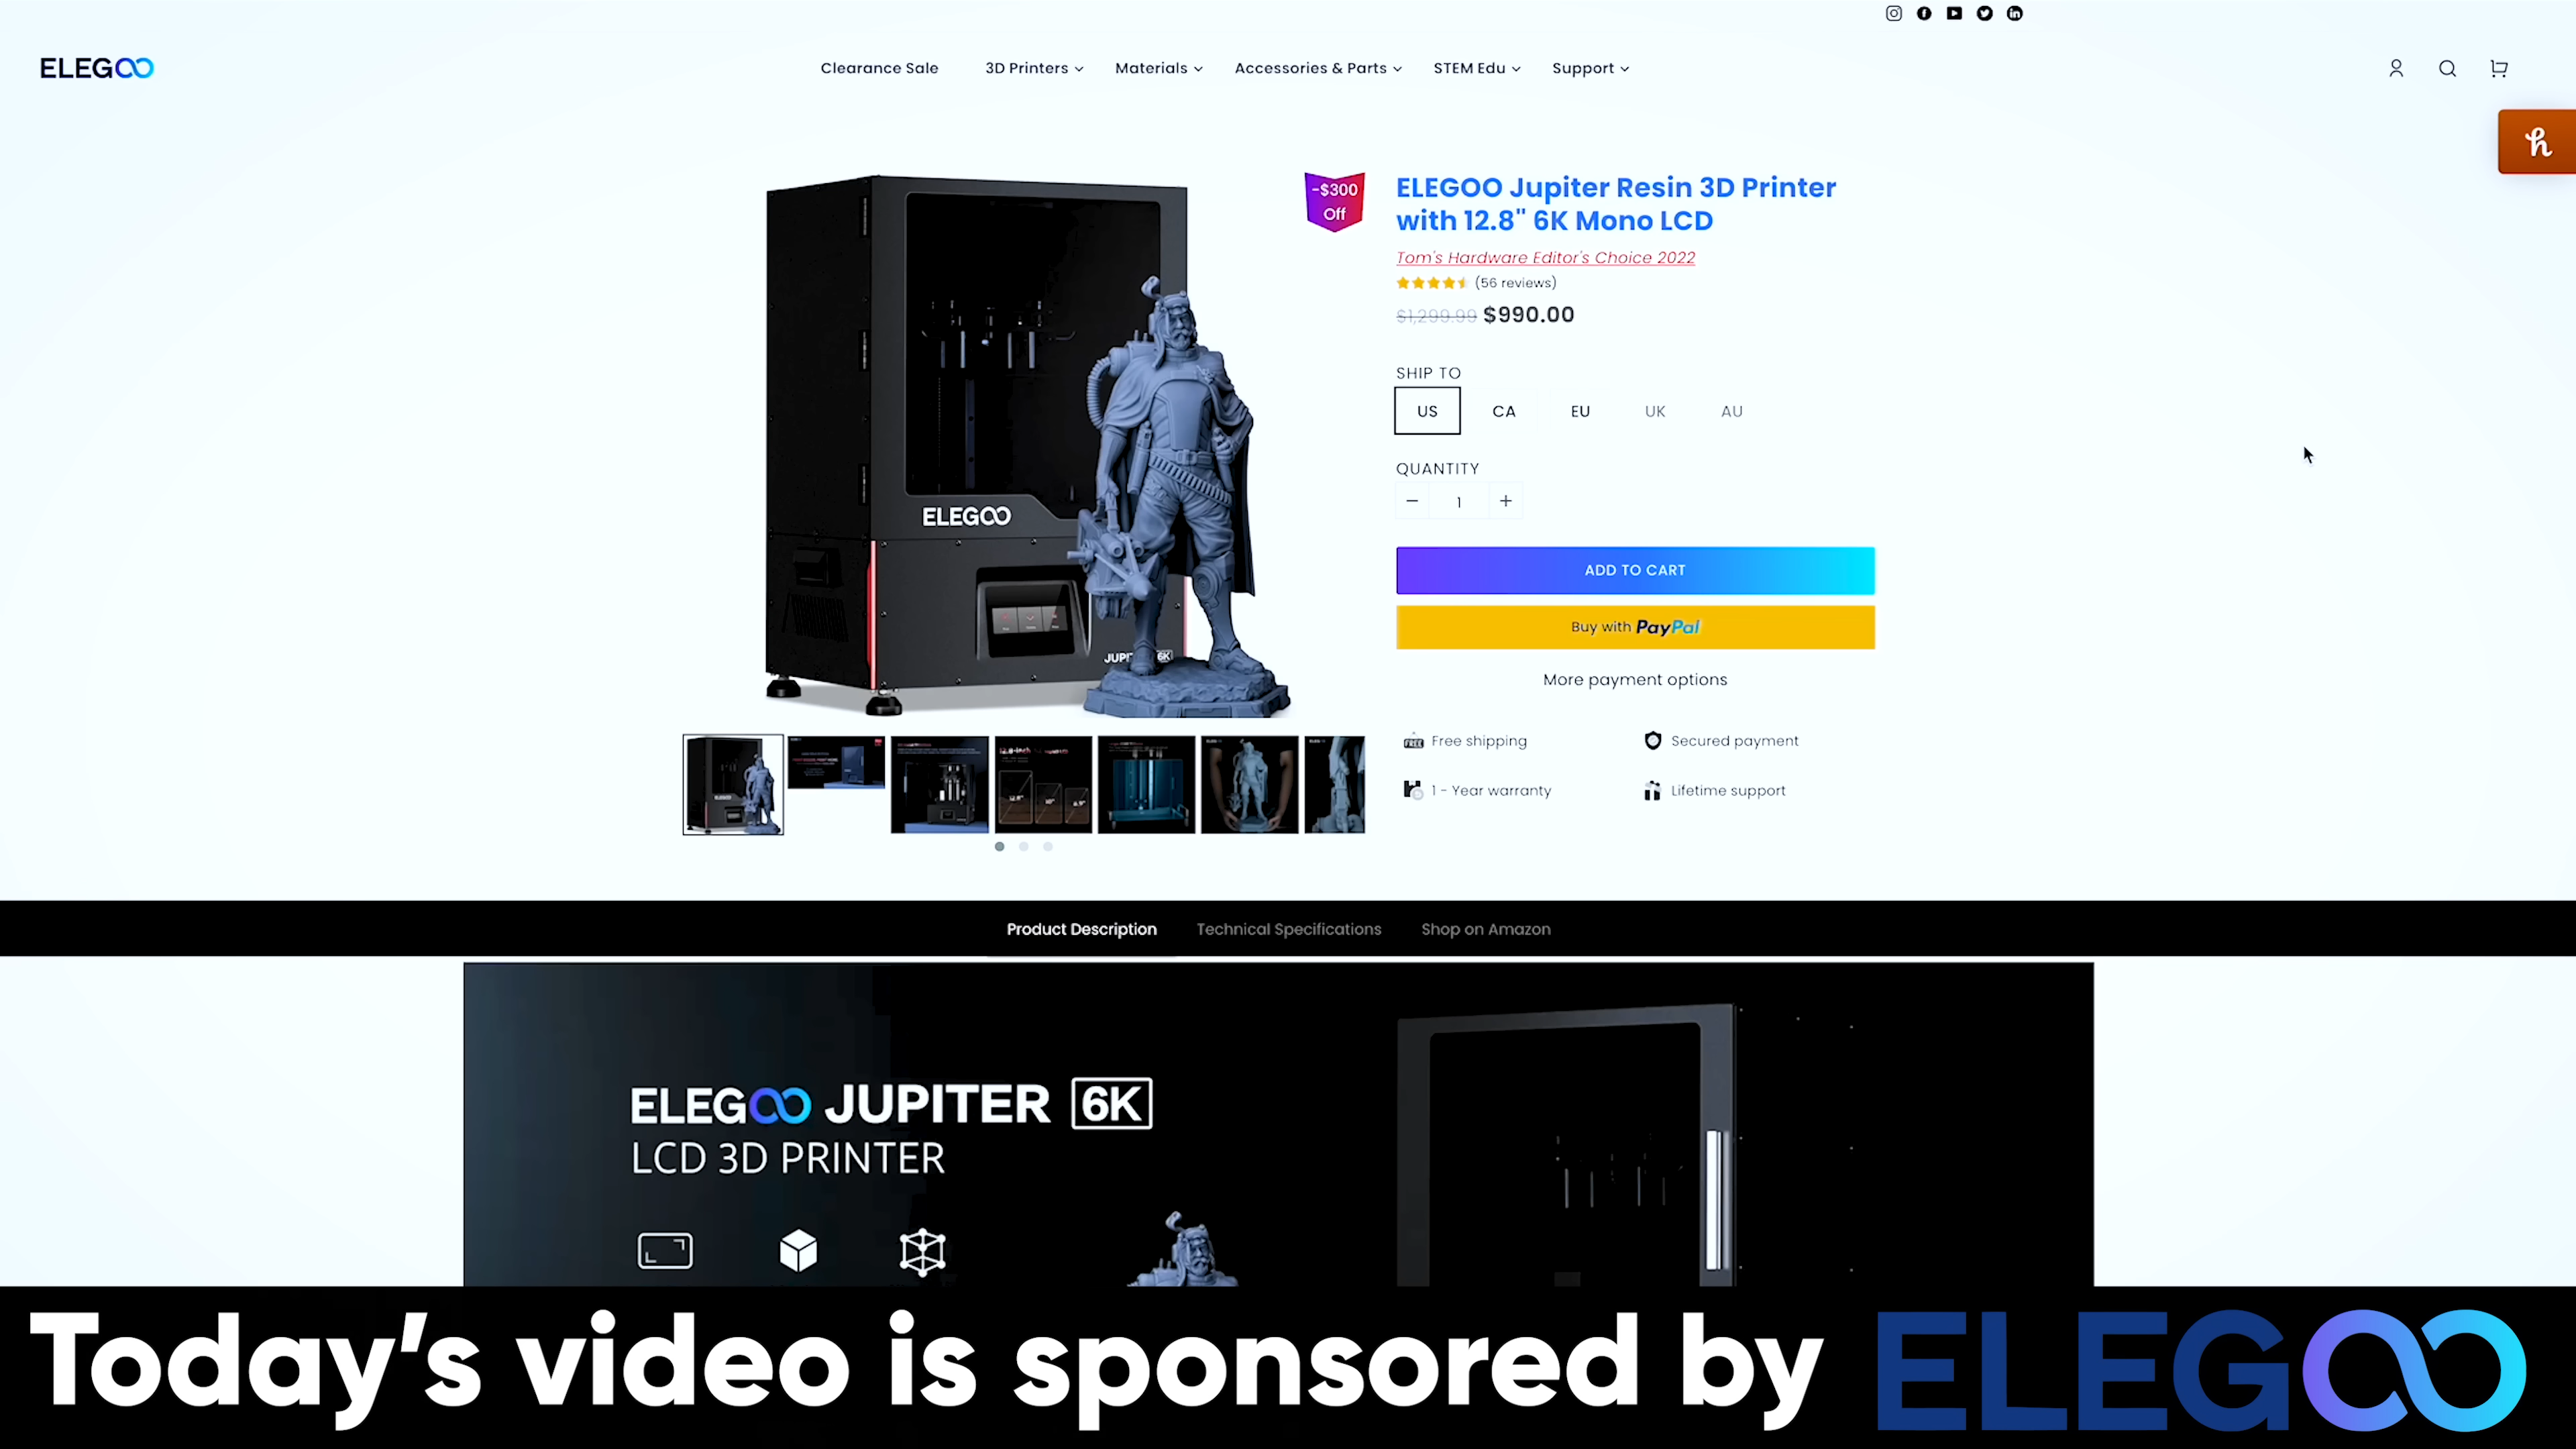 ELEGOO
Clearance Sale 3D Printers Materials Accessories & Parts STEM Edu Support
-$300
Off
ELEGOO Jupiter Resin 3D Printer
with 12.8" 6K Mono LCD
Tom's Hardware Editor's Choice 2022
(56 reviews)
$1,299.99 $990.00
SHIP TO
US CA EU UK AU
QUANTITY
1
ADD TO CART
Buy with PayPal
More payment options
FREE Free shipping
Secured payment
1 - Year warranty
Lifetime support
ELEGOO
6K
Product Description Technical Specifications Shop on Amazon
ELEGOO JUPITER 6K
LCD 3D PRINTER
Today's video is sponsored by ELEGOO